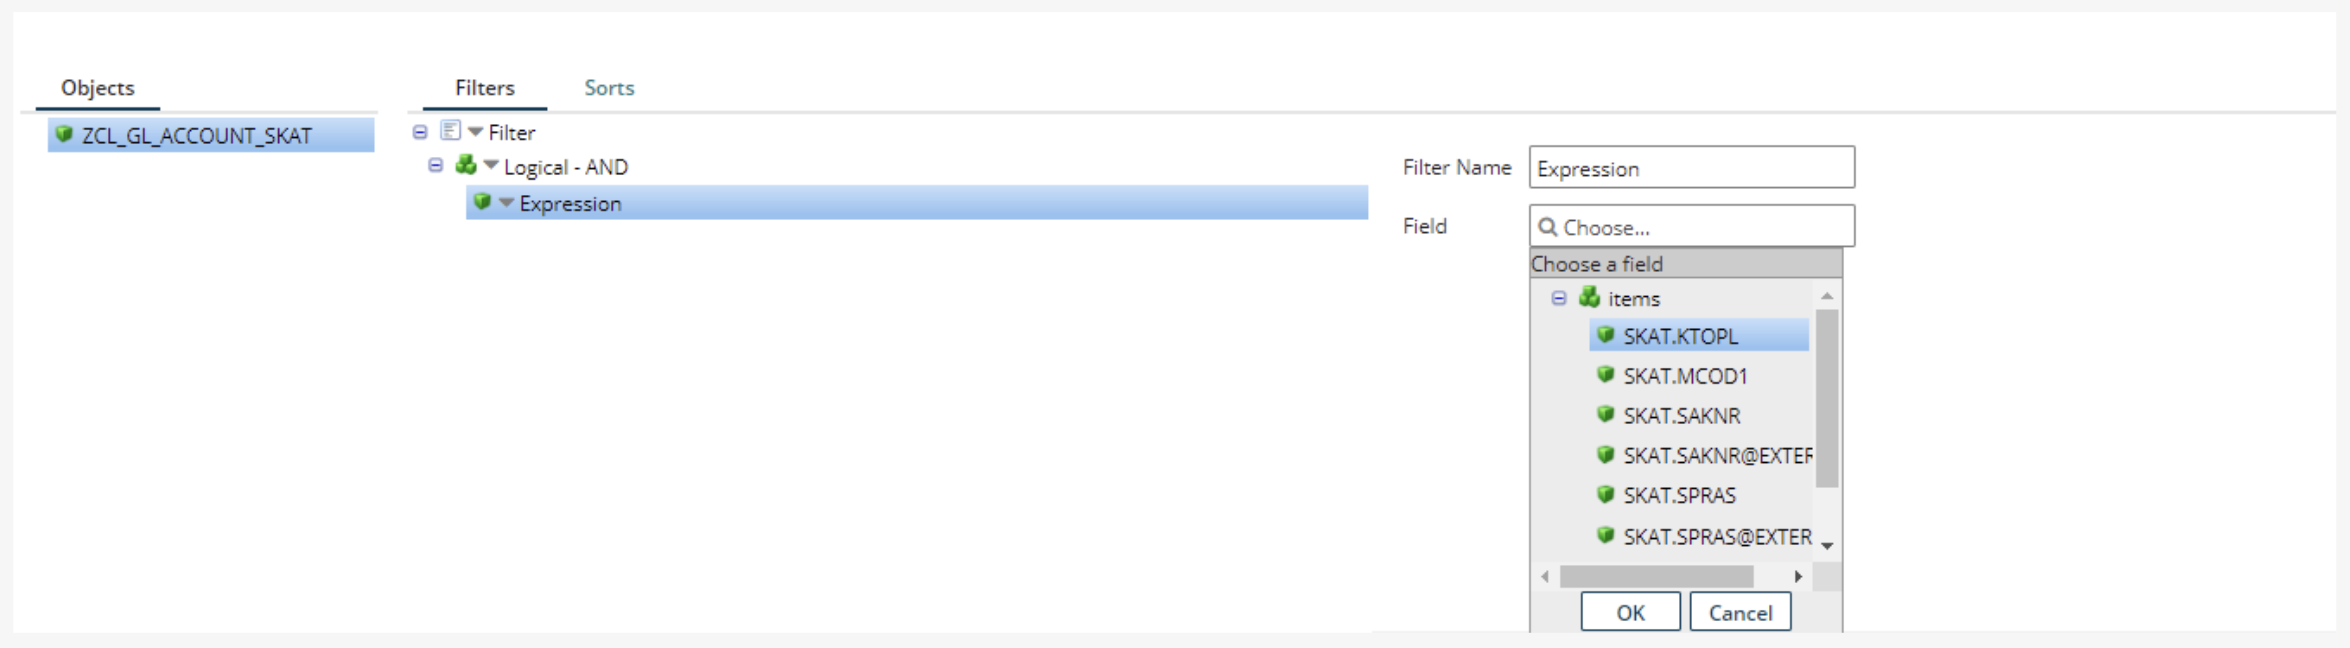 Objects
ZCL_GL_ACCOUNT_SKAT
Filters Sorts
Filter
Logical - AND
Expression
Filter Name Expression
Field Choose...
Choose a field
items
SKAT.KTOPL
SKAT.MCOD1
SKAT.SAKNR
SKAT.SAKNR@EXTER
SKAT.SPRAS
SKAT.SPRAS@EXTER
OK Cancel